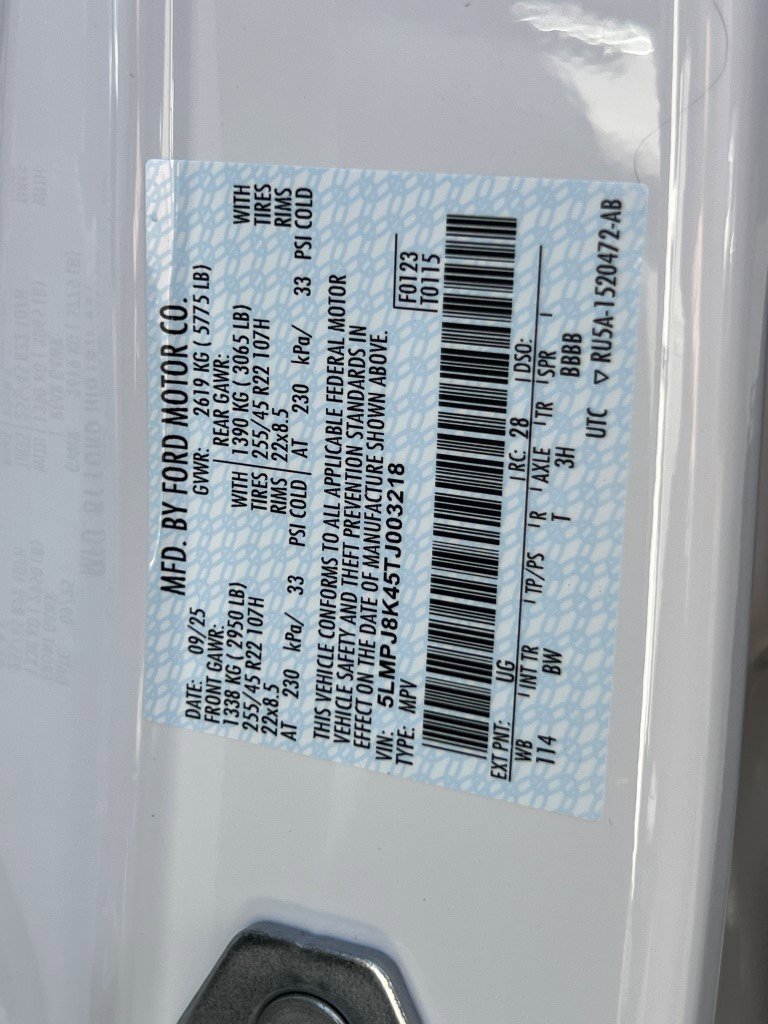 MFD. BY FORD MOTOR CO.
DATE: 09/25 GVWR: 2619 KG ( 5775 LB)
FRONT GAWR: REAR GAWR:
1338 KG ( 2950 LB) WITH 1390 KG ( 3065 LB) WITH
255/45 R22 107H TIRES 255/45 R22 107H TIRES
22x8.5 RIMS 22x8.5 RIMS
AT 230 kPa/ 33 PSI COLD AT 230 kPa/ 33 PSI COLD
THIS VEHICLE CONFORMS TO ALL APPLICABLE FEDERAL MOTOR
VEHICLE SAFETY AND THEFT PREVENTION STANDARDS IN
EFFECT ON THE DATE OF MANUFACTURE SHOWN ABOVE.
VIN: 5LMPJ8K45TJ003218 F0123
TYPE: MPV T0115
EXT PNT: UG RC: 28 DSO:
WB INT TR TP/PS R AXLE TR SPR
114 BW T 3H BBBB
UTC ▽ RU5A-1520472-AB